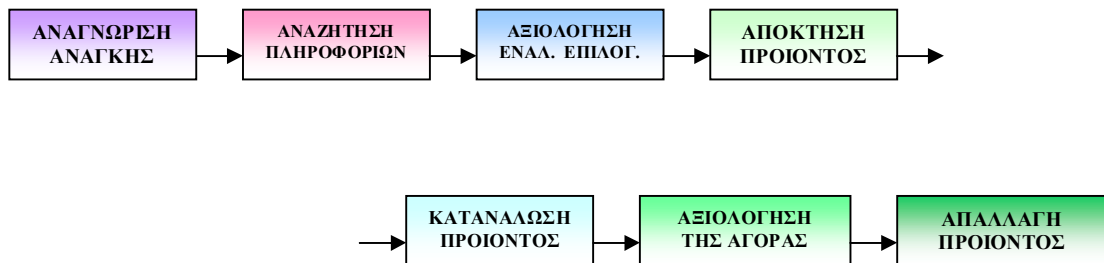 ΑΝΑΓΝΩΡΙΣΗ
ΑΝΑΓΚΗΣ
ΑΝΑΖΗΤΗΣΗ
ΠΛΗΡΟΦΟΡΙΩΝ
ΑΞΙΟΛΟΓΗΣΗ
ΕΝΑΛ. ΕΠΙΛΟΓ.
ΑΠΟΚΤΗΣΗ
ΠΡΟΙΟΝΤΟΣ
ΚΑΤΑΝΑΛΩΣΗ
ΠΡΟΙΟΝΤΟΣ
ΑΞΙΟΛΟΓΗΣΗ
ΤΗΣ ΑΓΟΡΑΣ
ΑΠΑΛΛΑΓΗ
ΠΡΟΙΟΝΤΟΣ